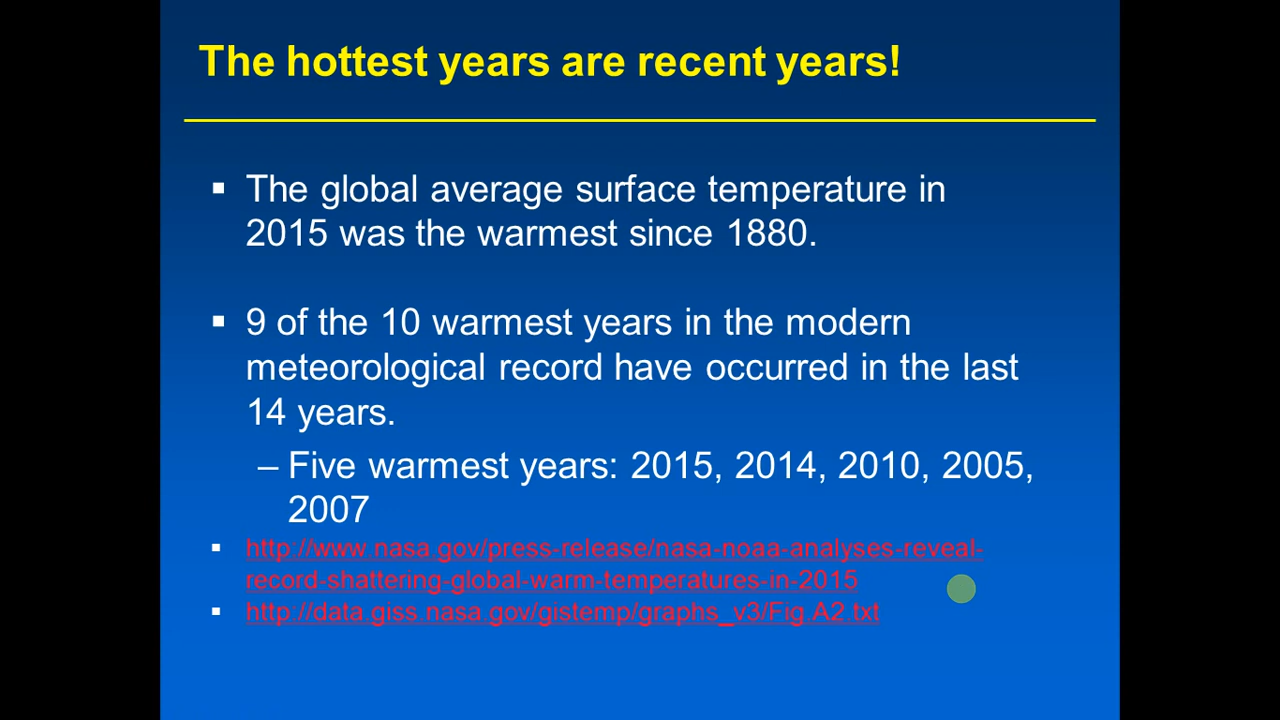 The hottest years are recent years!
▪ The global average surface temperature in
2015 was the warmest since 1880.
▪ 9 of the 10 warmest years in the modern
meteorological record have occurred in the last
14 years.
– Five warmest years: 2015, 2014, 2010, 2005,
2007
▪ http://www.nasa.gov/press-release/nasa-noaa-analyses-reveal-
record-shattering-global-warm-temperatures-in-2015
▪ http://data.giss.nasa.gov/gistemp/graphs_v3/Fig.A2.txt